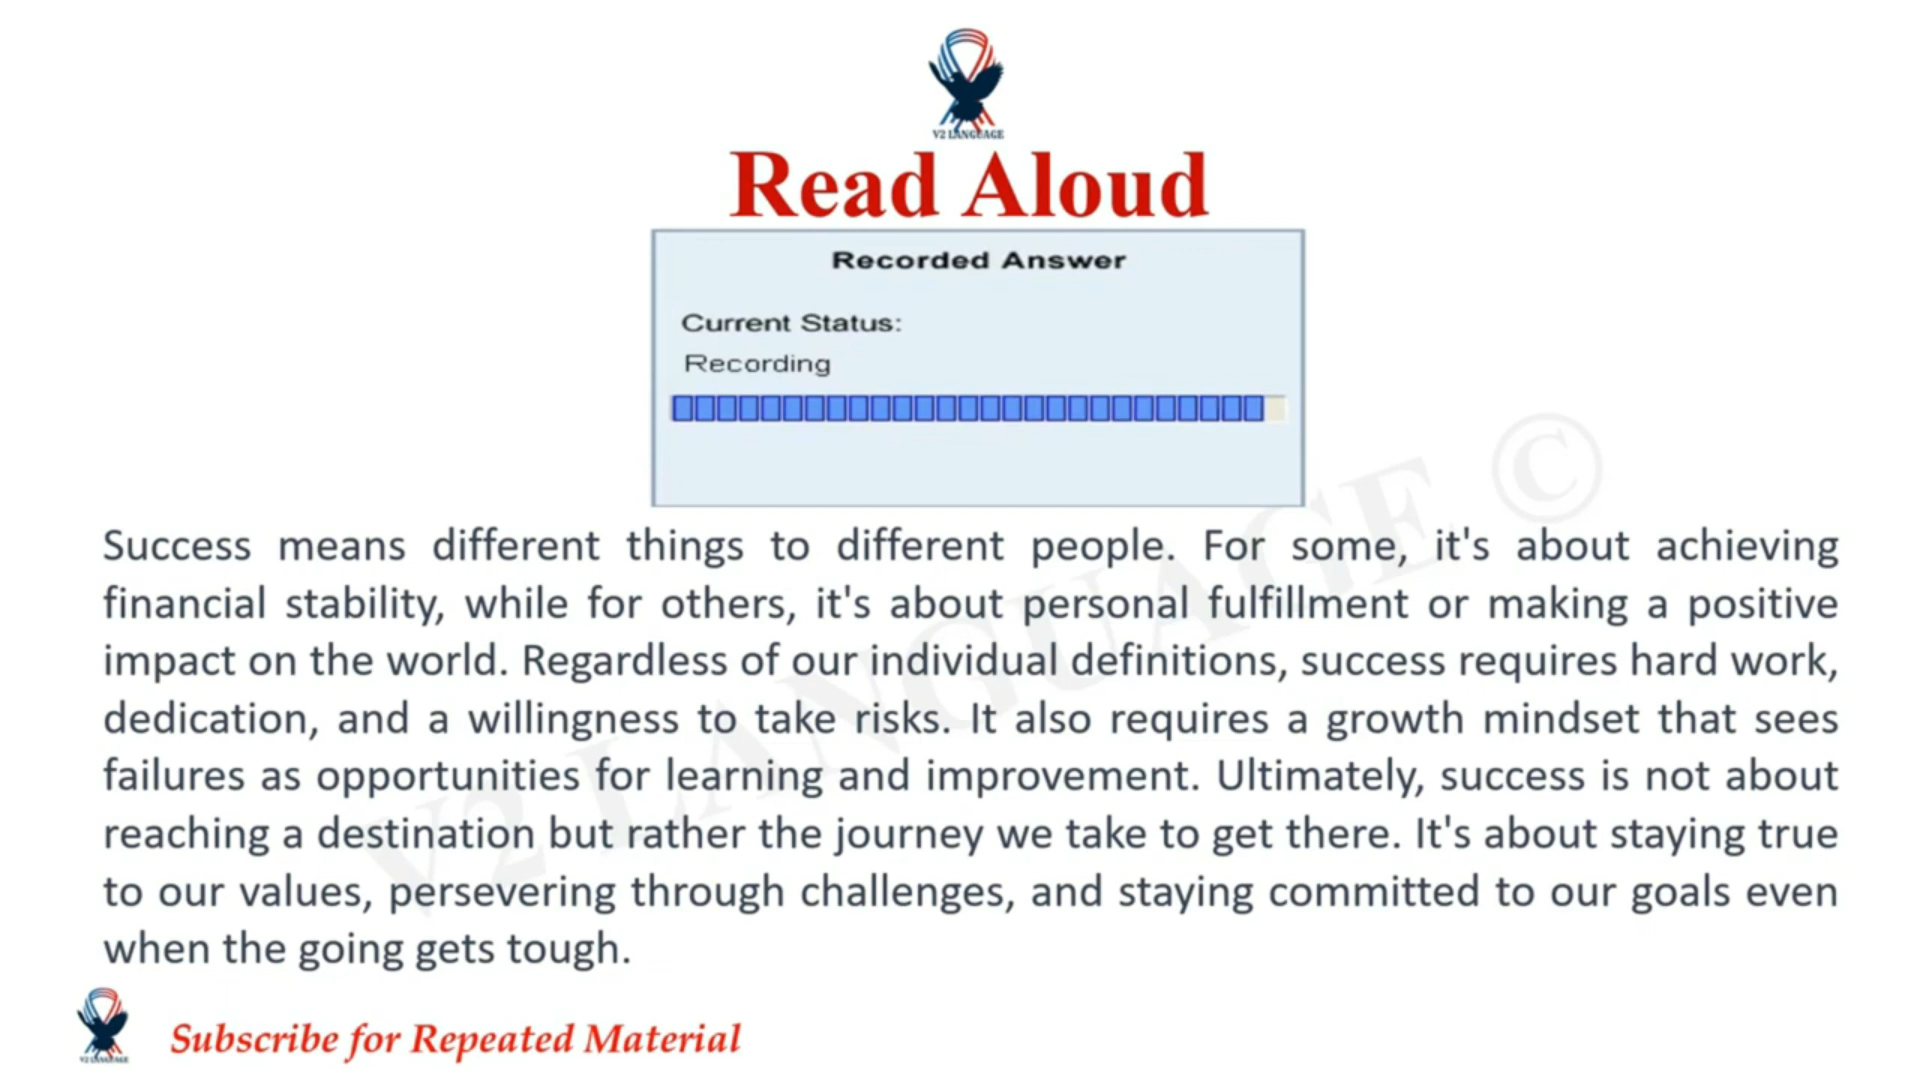 V2 LANGUAGE
Read Aloud
Recorded Answer
Current Status:
Recording
Success means different things to different people. For some, it's about achieving
financial stability, while for others, it's about personal fulfillment or making a positive
impact on the world. Regardless of our individual definitions, success requires hard work,
dedication, and a willingness to take risks. It also requires a growth mindset that sees
failures as opportunities for learning and improvement. Ultimately, success is not about
reaching a destination but rather the journey we take to get there. It's about staying true
to our values, persevering through challenges, and staying committed to our goals even
when the going gets tough.
V2 LANGUAGE ©
V2 LANGUAGE
Subscribe for Repeated Material